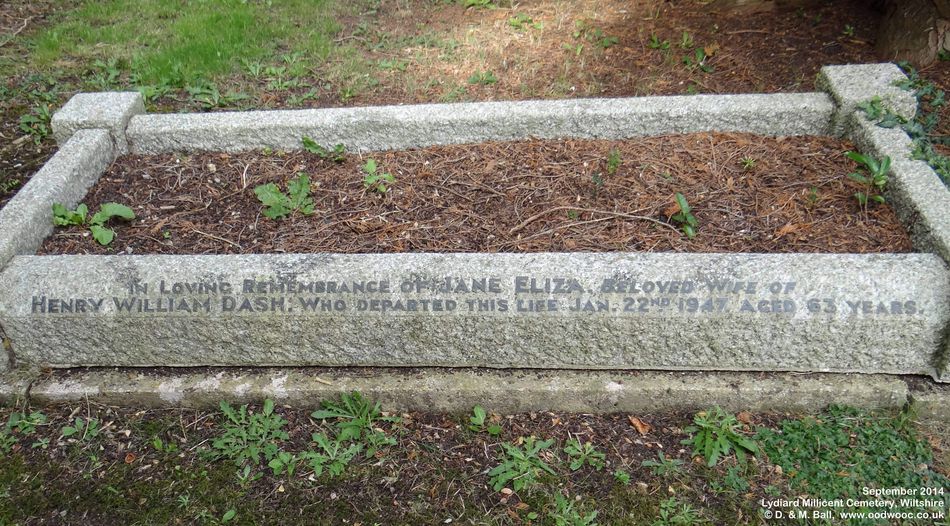 In Loving Remembrance of Jane Eliza, Beloved Wife of
Henry William Dash, Who departed this life Jan. 22ND 1947, aged 63 years.
September 2014
Lydiard Millicent Cemetery, Wiltshire
© D. & M. Ball, www.oodwooc.co.uk